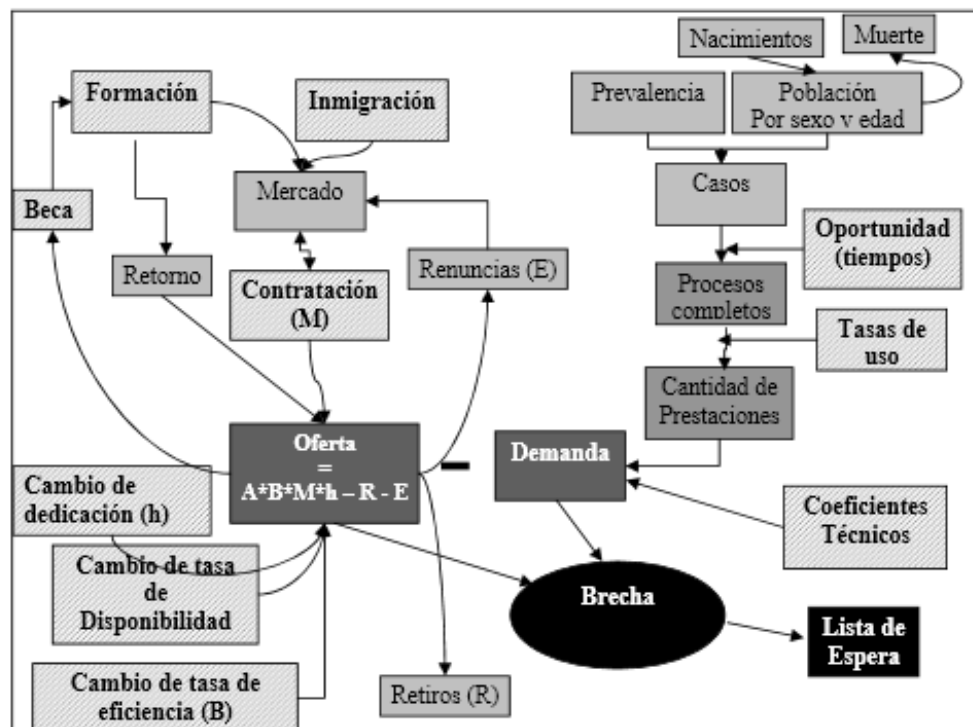 Nacimientos
Muerte
Formación
Inmigración
Prevalencia
Población
Por sexo y edad
Mercado
Casos
Beca
Oportunidad
(tiempos)
Retorno
Contratación
(M)
Renuncias (E)
Procesos
completos
Tasas de
uso
Cantidad de
Prestaciones
Oferta
=
A*B*M*h – R - E
Demanda
Cambio de
dedicación (h)
Coeficientes
Técnicos
Cambio de tasa
de
Disponibilidad
Brecha
Lista de
Espera
Cambio de tasa de
eficiencia (B)
Retiros (R)